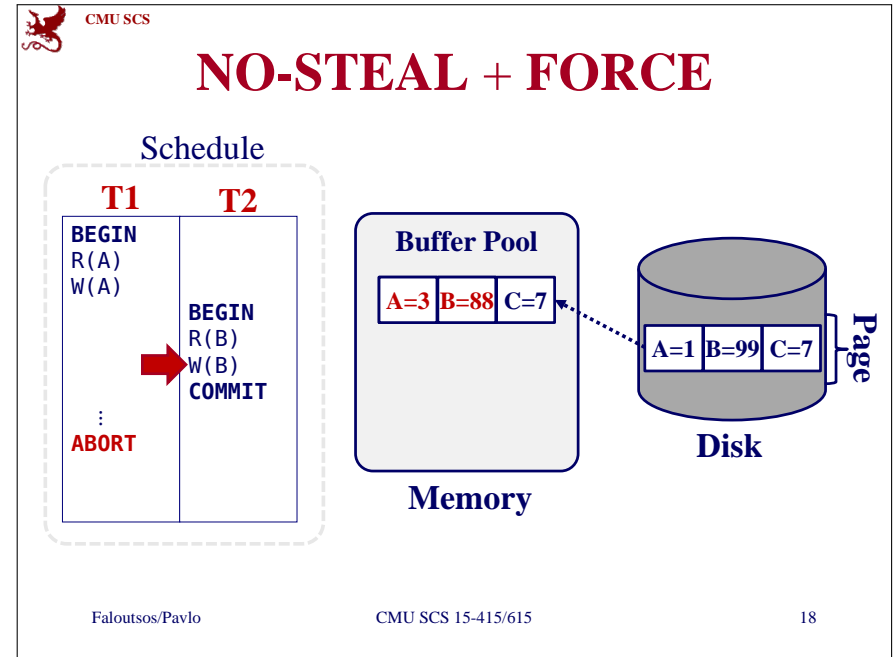 CMU SCS
NO-STEAL + FORCE
Schedule
T1
T2
BEGIN
R(A)
W(A)
⋮
ABORT
BEGIN
R(B)
W(B)
COMMIT
Buffer Pool
A=3 B=88 C=7
Memory
A=1 B=99 C=7
Page
Disk
Faloutsos/Pavlo CMU SCS 15-415/615 18